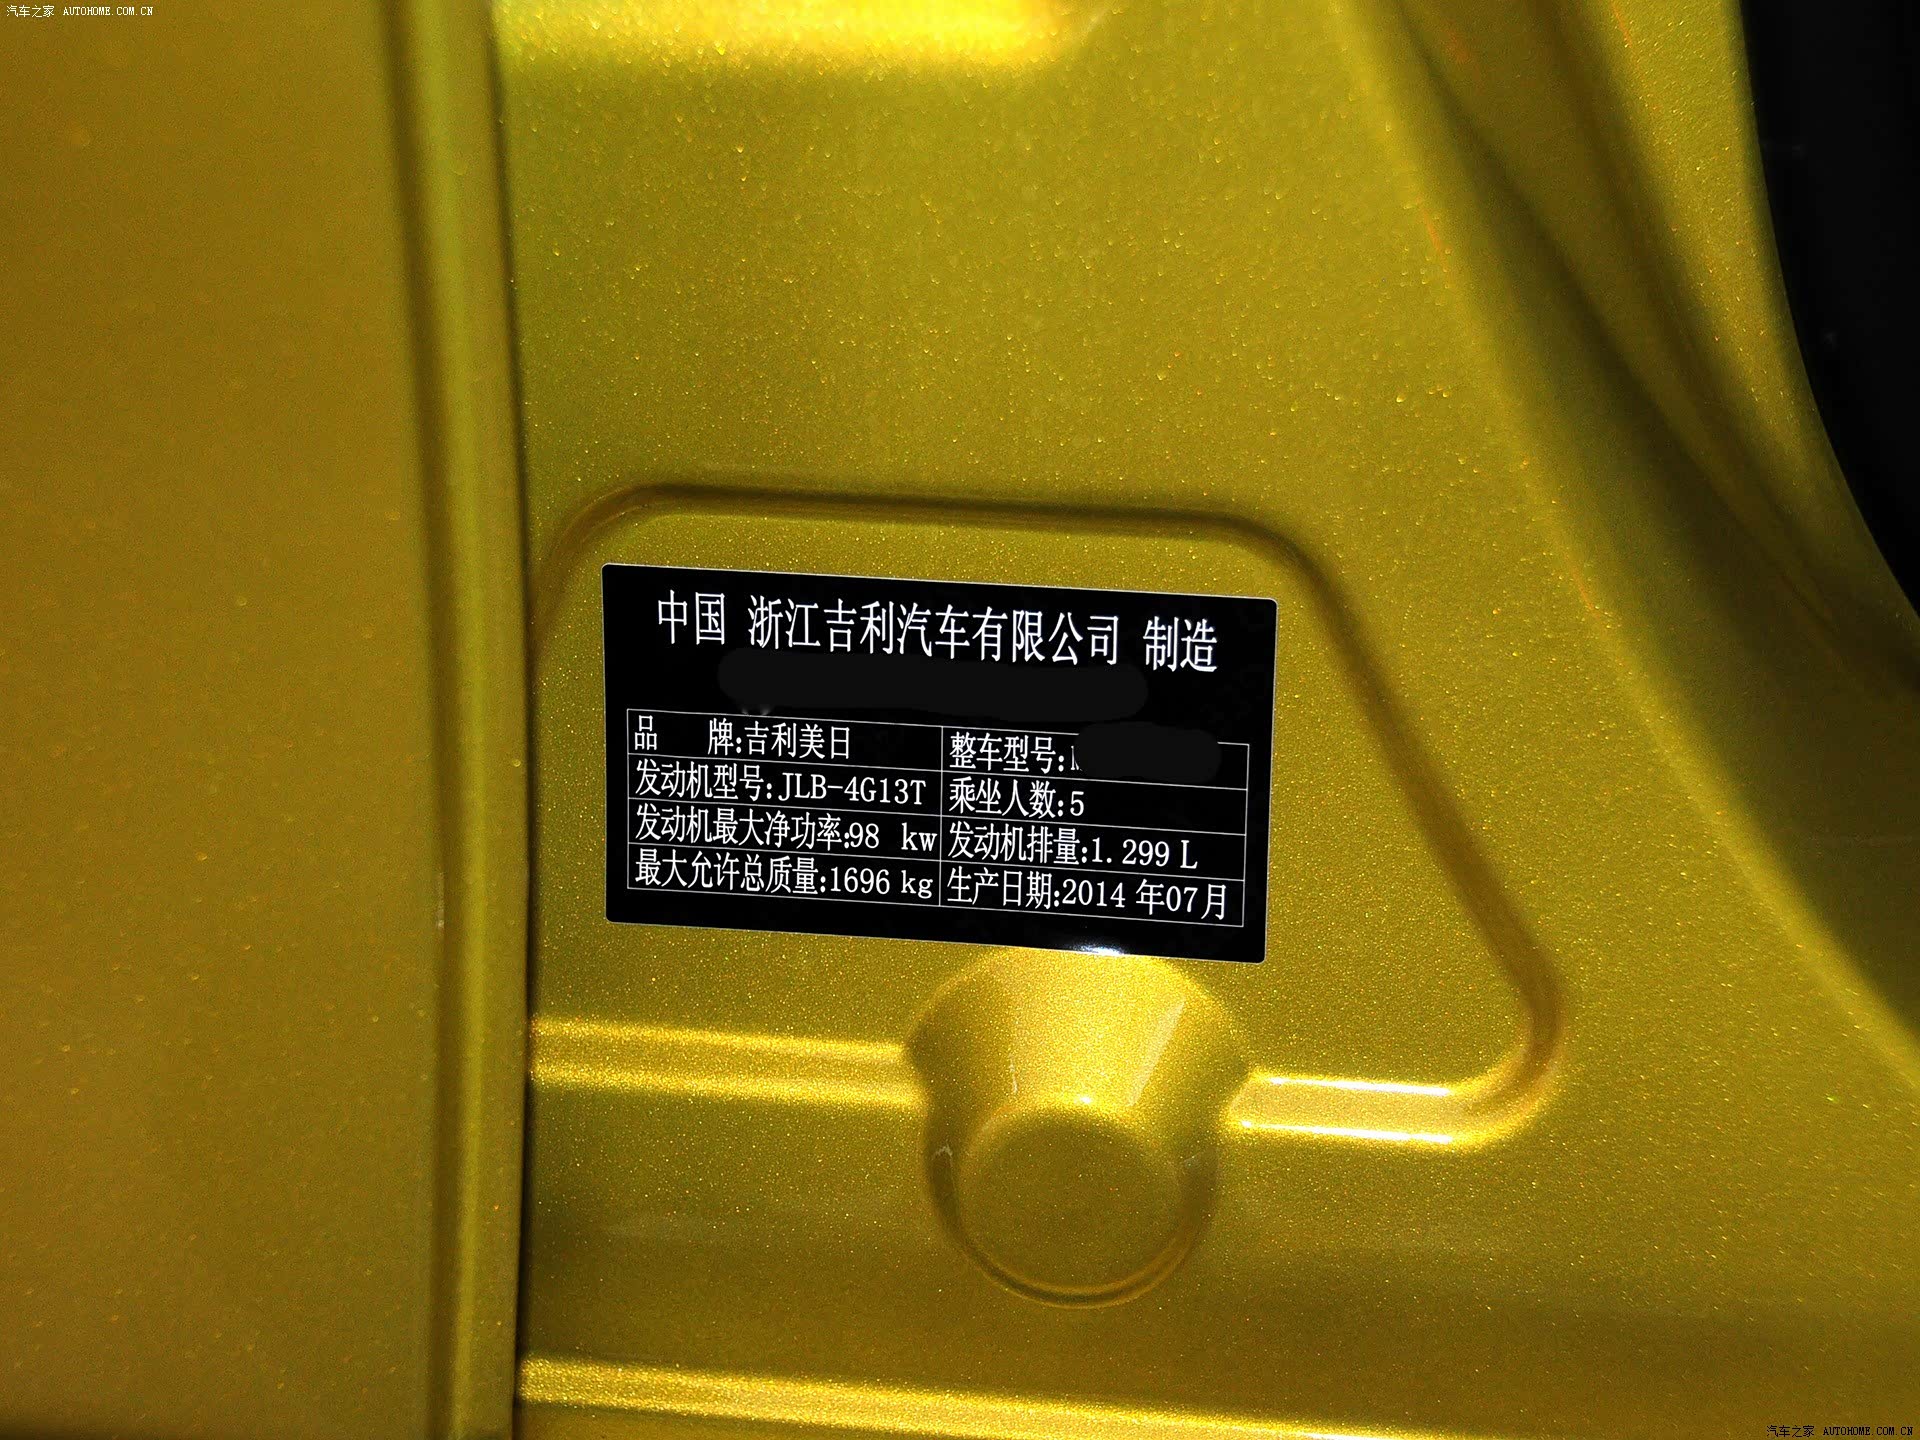 汽车之家 AUTOHOME.COM.CN
中国 浙江吉利汽车有限公司 制造
品 牌:吉利美日 整车型号:
发动机型号:JLB-4G13T 乘坐人数:5
发动机最大净功率:98 kw 发动机排量:1.299 L
最大允许总质量:1696 kg 生产日期:2014 年07月
汽车之家 AUTOHOME.COM.CN